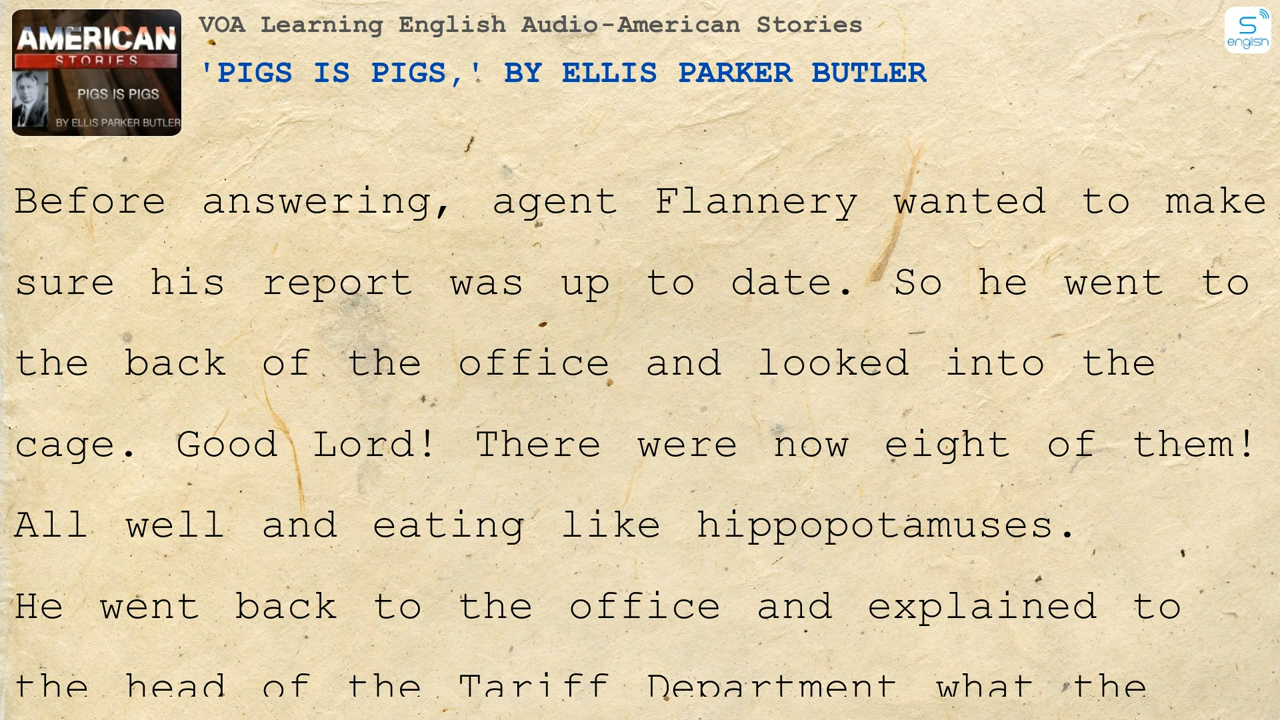 VOA Learning English Audio-American Stories
'PIGS IS PIGS,' BY ELLIS PARKER BUTLER
AMERICAN
STORIES
PIGS IS PIGS
BY ELLIS PARKER BUTLER
S
english
Before answering, agent Flannery wanted to make
sure his report was up to date. So he went to
the back of the office and looked into the
cage. Good Lord! There were now eight of them!
All well and eating like hippopotamuses.
He went back to the office and explained to
the head of the Tariff Department what the